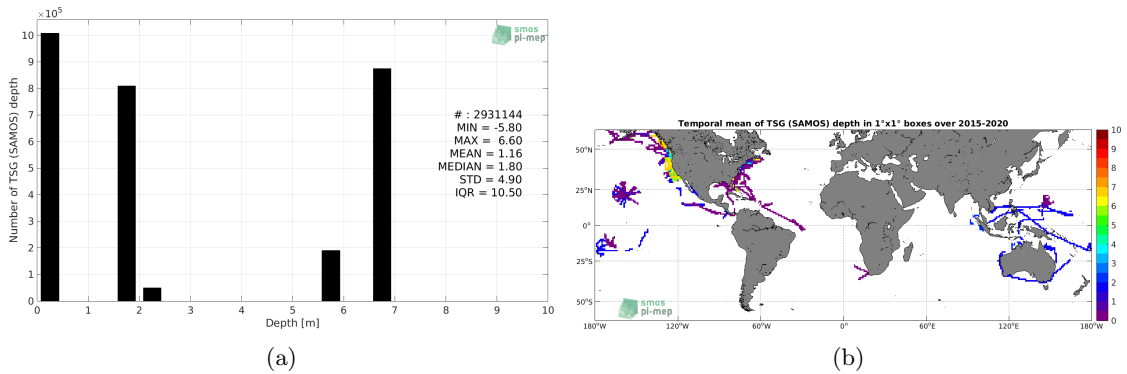 ×10⁵
10
9
8
7
6
5
4
3
2
1
0
Number of TSG (SAMOS) depth
smos
pi-mep
# : 2931144
MIN = -5.80
MAX = 6.60
MEAN = 1.16
MEDIAN = 1.80
STD = 4.90
IQR = 10.50
0 1 2 3 4 5 6 7 8 9 10
Depth [m]
(a)
Temporal mean of TSG (SAMOS) depth in 1°x1° boxes over 2015-2020
50°N
25°N
0°
25°S
50°S
smos
pi-mep
180°W 120°W 60°W 0° 60°E 120°E 180°W
10
9
8
7
6
5
4
3
2
1
0
(b)